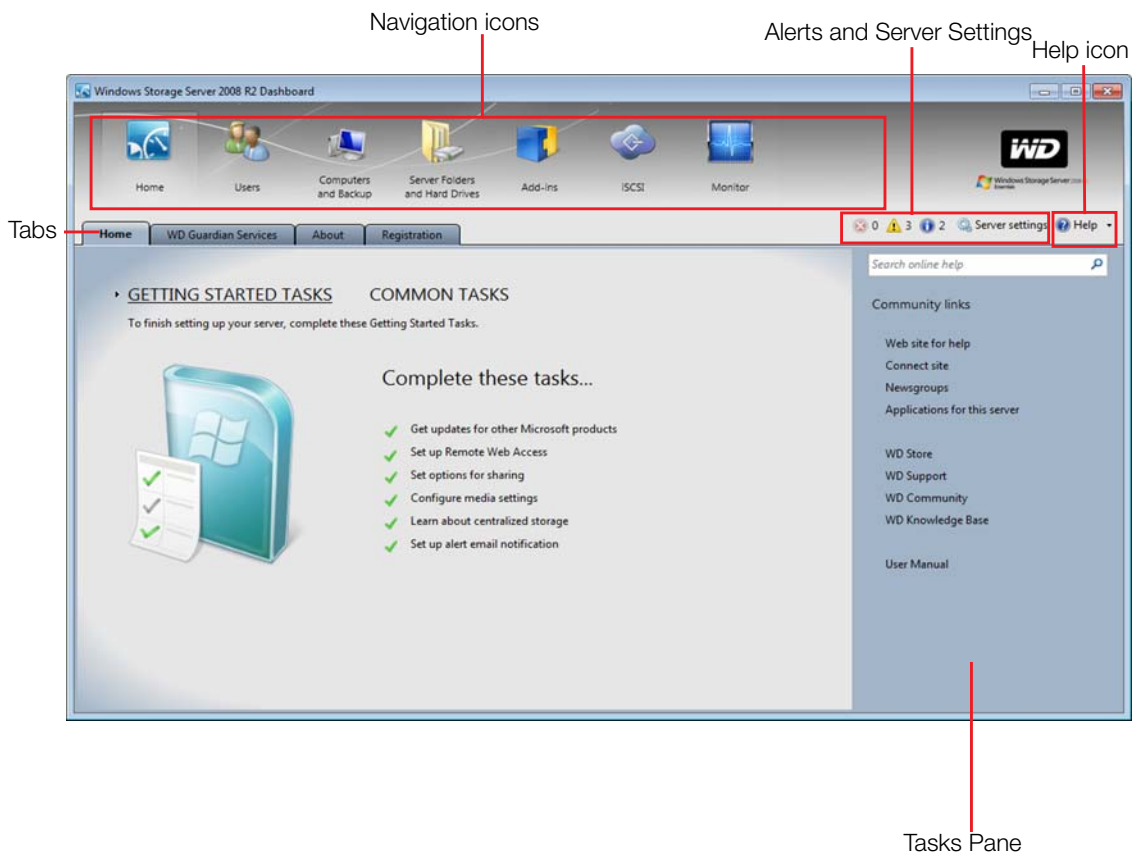 Navigation icons
Alerts and Server Settings
Help icon
Windows Storage Server 2008 R2 Dashboard
Home
Users
Computers and Backup
Server Folders and Hard Drives
Add-ins
iSCSI
Monitor
WD
Windows Storage Server 2008 R2
Essentials
Tabs
Home
WD Guardian Services
About
Registration
0
3
2
Server settings
Help
GETTING STARTED TASKS
COMMON TASKS
To finish setting up your server, complete these Getting Started Tasks.
Complete these tasks...
Get updates for other Microsoft products
Set up Remote Web Access
Set options for sharing
Configure media settings
Learn about centralized storage
Set up alert email notification
Search online help
Community links
Web site for help
Connect site
Newsgroups
Applications for this server
WD Store
WD Support
WD Community
WD Knowledge Base
User Manual
Tasks Pane